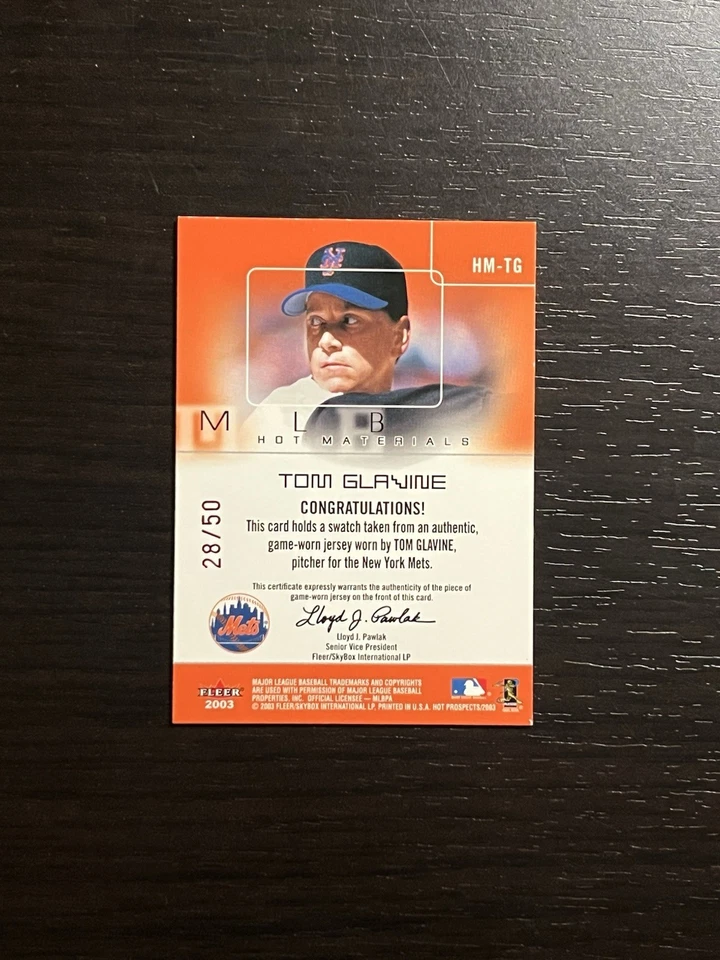 NY
HM-TG
MLB
HOT MATERIALS
TOM GLAVINE
CONGRATULATIONS!
This card holds a swatch taken from an authentic,
game-worn jersey worn by TOM GLAVINE,
pitcher for the New York Mets.
28/50
This certificate expressly warrants the authenticity of the piece of
game-worn jersey on the front of this card.
Mets
Lloyd J. Pawlak
Lloyd J. Pawlak
Senior Vice President
Fleer/SkyBox International LP
FLEER
2003
MAJOR LEAGUE BASEBALL TRADEMARKS AND COPYRIGHTS
ARE USED WITH PERMISSION OF MAJOR LEAGUE BASEBALL
PROPERTIES, INC. OFFICIAL LICENSEE – MLBPA
© 2003 FLEER/SKYBOX INTERNATIONAL LP. PRINTED IN U.S.A. HOT PROSPECTS/2003